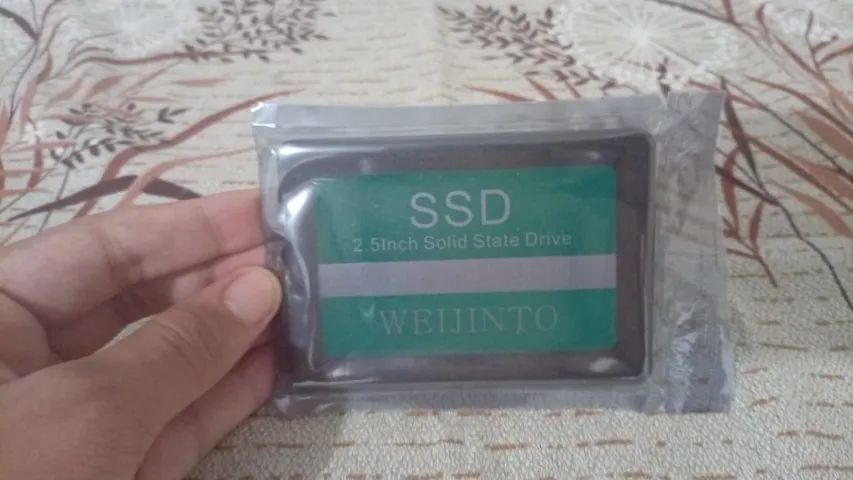 SSD
2.5Inch Solid State Drive
WEIJINTO